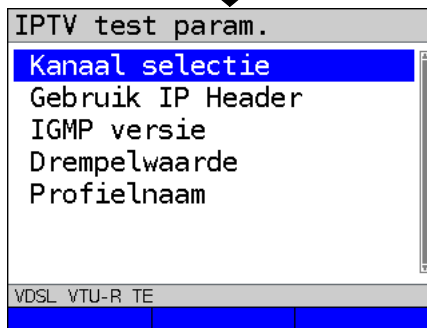 IPTV test param.
Kanaal selectie
Gebruik IP Header
IGMP versie
Drempelwaarde
Profielnaam
VDSL VTU-R TE